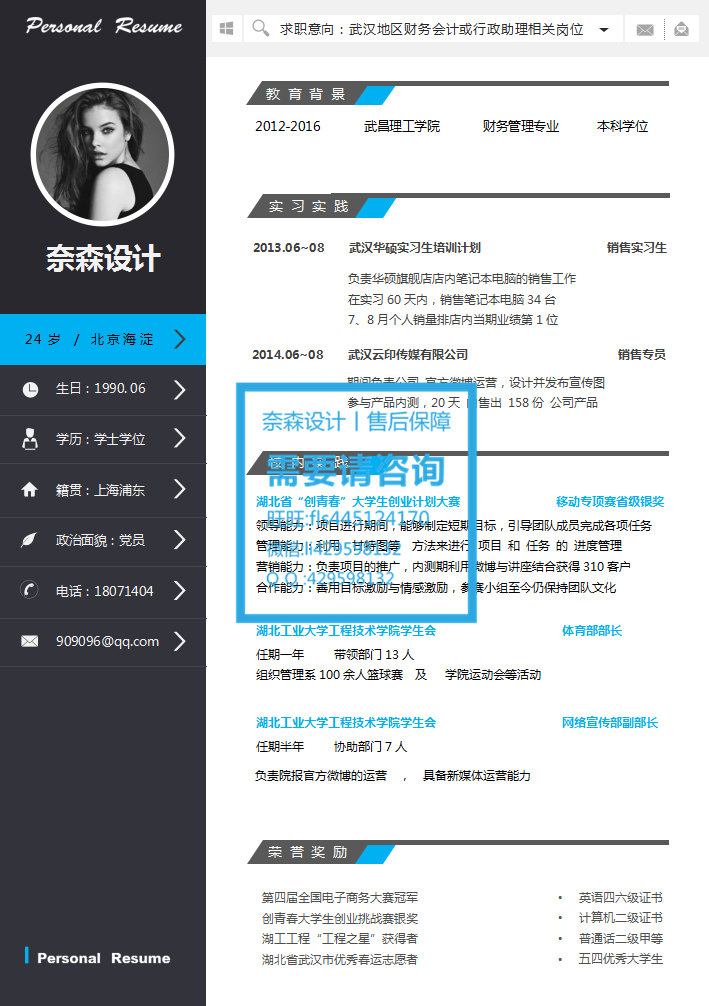 Personal Resume
求职意向：武汉地区财务会计或行政助理相关岗位
奈森设计
24 岁 / 北京海淀
生日：1990. 06
学历：学士学位
籍贯：上海浦东
政治面貌：党员
电话：18071404
909096@qq.com
Personal Resume
教育背景
2012-2016 武昌理工学院 财务管理专业 本科学位
实习实践
2013.06~08 武汉华硕实习生培训计划 销售实习生
负责华硕旗舰店店内笔记本电脑的销售工作
在实习 60 天内，销售笔记本电脑 34 台
7、8 月个人销量排店内当期业绩第 1 位
2014.06~08 武汉云印传媒有限公司 销售专员
期间负责公司 官方微博运营，设计并发布宣传图
参与产品内测，20 天 内售出 158 份 公司产品
奈森设计丨售后保障
校内实践
需要请咨询
湖北省“创青春”大学生创业计划大赛 移动专项赛省级银奖
旺旺:flc445124170
领导能力：项目进行期间，能够制定短期目标，引导团队成员完成各项任务
管理能力：利用 甘特图等 方法来进行 项目 和 任务 的 进度管理
微信:li429598132
营销能力：负责项目的推广，内测期利用微博与讲座结合获得 310 客户
Q Q :429598132
合作能力：善用目标激励与情感激励，参赛小组至今仍保持团队文化
湖北工业大学工程技术学院学生会 体育部部长
任期一年 带领部门 13 人
组织管理系 100 余人篮球赛 及 学院运动会等活动
湖北工业大学工程技术学院学生会 网络宣传部副部长
任期半年 协助部门 7 人
负责院报官方微博的运营 ， 具备新媒体运营能力
荣誉奖励
第四届全国电子商务大赛冠军 • 英语四六级证书
创青春大学生创业挑战赛银奖 • 计算机二级证书
湖工工程“工程之星”获得者 • 普通话二级甲等
湖北省武汉市优秀春运志愿者 • 五四优秀大学生